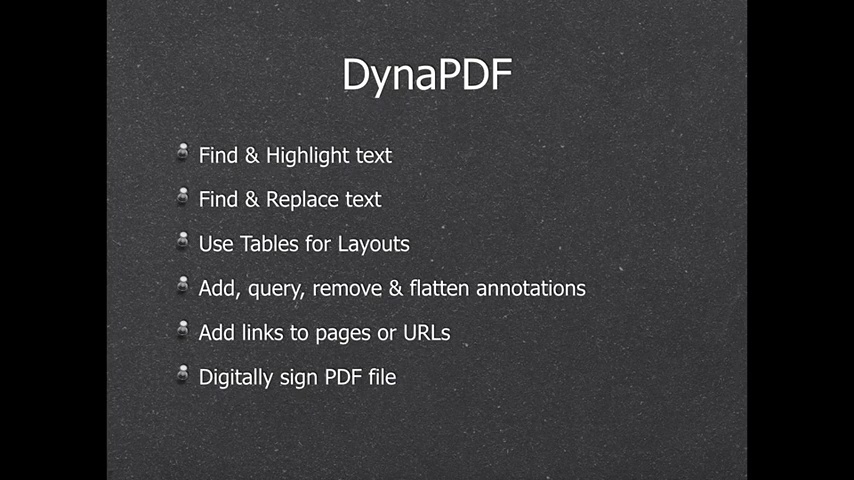 DynaPDF
Find & Highlight text
Find & Replace text
Use Tables for Layouts
Add, query, remove & flatten annotations
Add links to pages or URLs
Digitally sign PDF file